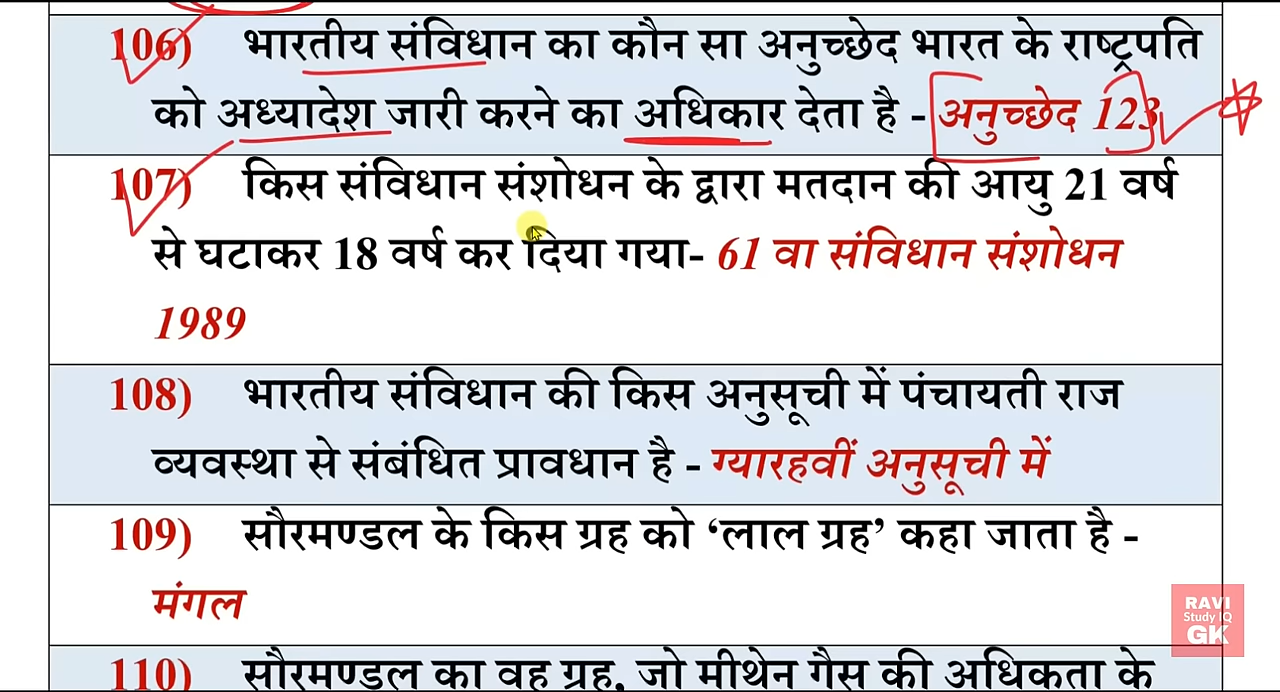 106) भारतीय संविधान का कौन सा अनुच्छेद भारत के राष्ट्रपति
को अध्यादेश जारी करने का अधिकार देता है - अनुच्छेद 123
107) किस संविधान संशोधन के द्वारा मतदान की आयु 21 वर्ष
से घटाकर 18 वर्ष कर दिया गया- 61 वा संविधान संशोधन
1989
108) भारतीय संविधान की किस अनुसूची में पंचायती राज
व्यवस्था से संबंधित प्रावधान है - ग्यारहवीं अनुसूची में
109) सौरमण्डल के किस ग्रह को ‘लाल ग्रह’ कहा जाता है -
मंगल
RAVI
Study IQ
GK
110) सौरमण्डल का वह ग्रह, जो मीथेन गैस की अधिकता के